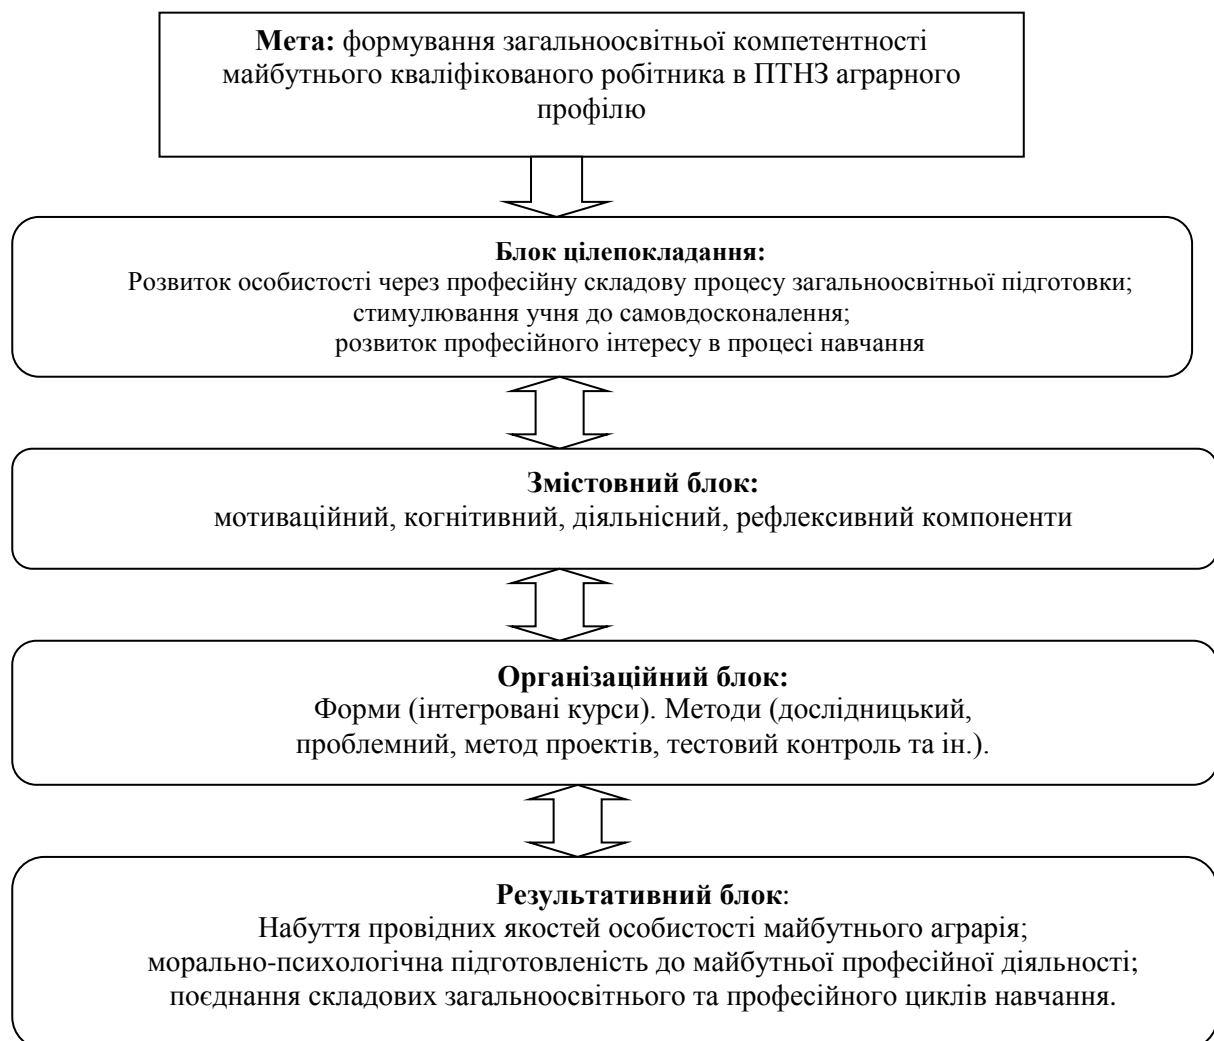 Мета: формування загальноосвітньої компетентності
майбутнього кваліфікованого робітника в ПТНЗ аграрного
профілю
Блок цілепокладання:
Розвиток особистості через професійну складову процесу загальноосвітньої підготовки;
стимулювання учня до самовдосконалення;
розвиток професійного інтересу в процесі навчання
Змістовний блок:
мотиваційний, когнітивний, діяльнісний, рефлексивний компоненти
Організаційний блок:
Форми (інтегровані курси). Методи (дослідницький,
проблемний, метод проектів, тестовий контроль та ін.).
Результативний блок:
Набуття провідних якостей особистості майбутнього аграрія;
морально-психологічна підготовленість до майбутньої професійної діяльності;
поєднання складових загальноосвітнього та професійного циклів навчання.